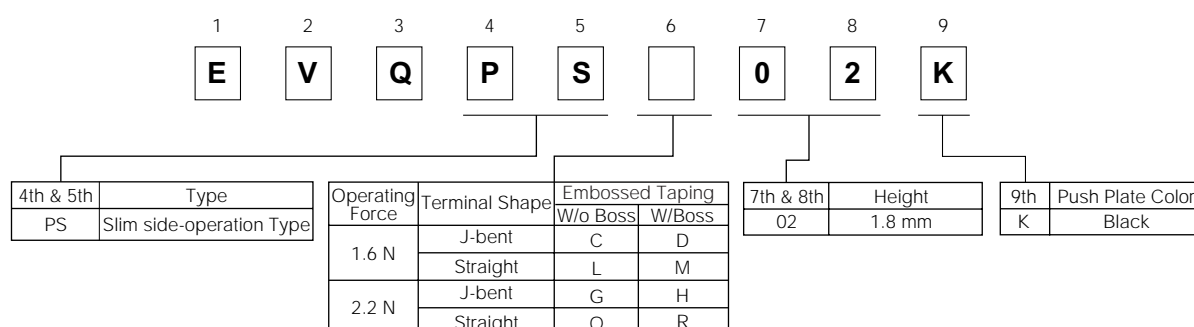 1 2 3 4 5 6 7 8 9
E V Q P S 0 2 K
4th & 5th Type
PS Slim side-operation Type
Operating Force Terminal Shape Embossed Taping
W/o Boss W/Boss
1.6 N J-bent C D
Straight L M
2.2 N J-bent G H
Straight Q R
7th & 8th Height
02 1.8 mm
9th Push Plate Color
K Black